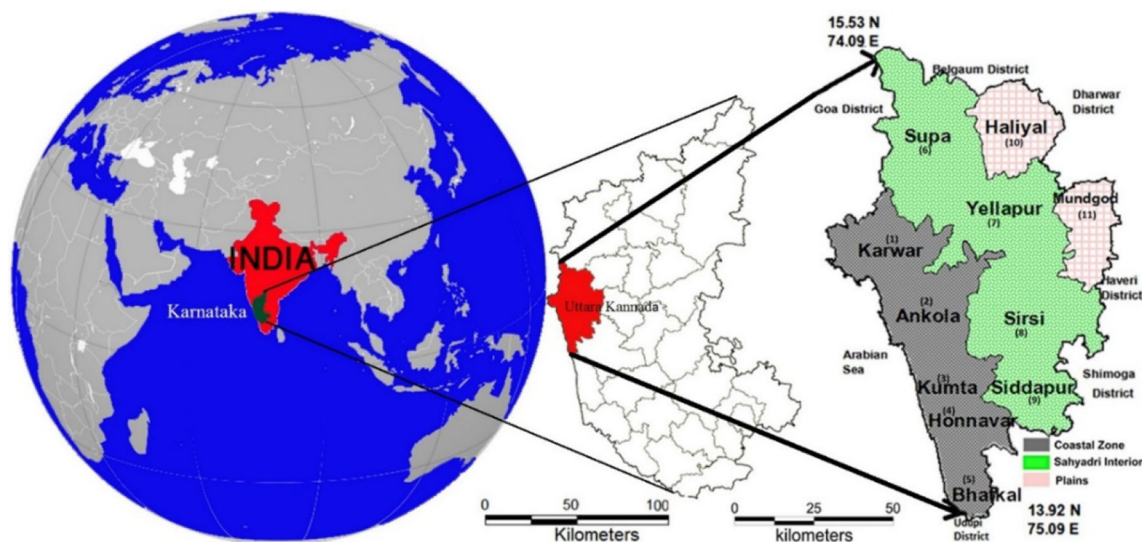 INDIA
Karnataka
Uttara Kannada
0 50 100
Kilometers
0 25 50
kilometers
15.53 N
74.09 E
Belgaum District
Goa District
Dharwar
District
Supa
(6)
Haliyal
(10)
Yellapur
(7)
Mundgod
(11)
Karwar
(1)
Haveri
District
(2)
Ankola
Sirsi
(8)
Arabian
Sea
Shimoga
District
(3)
Kumta
Siddapur
(9)
(4)
Honnavar
Coastal Zone
Sahyadri Interior
Plains
(5)
Bhatkal
13.92 N
75.09 E
Udupi
District